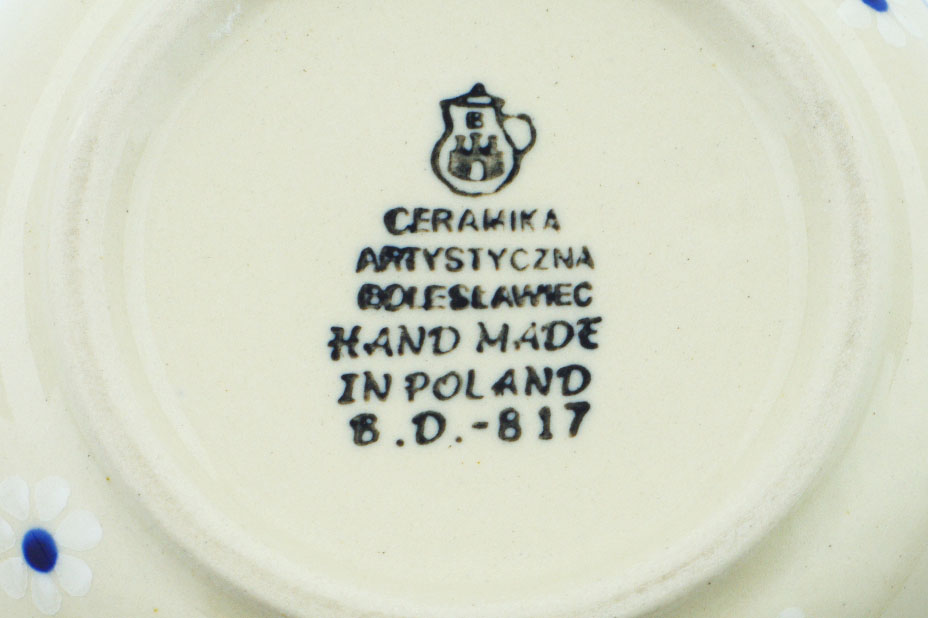 B
CERAMIKA
ARTYSTYCZNA
BOLESŁAWIEC
HAND MADE
IN POLAND
B.D.-817